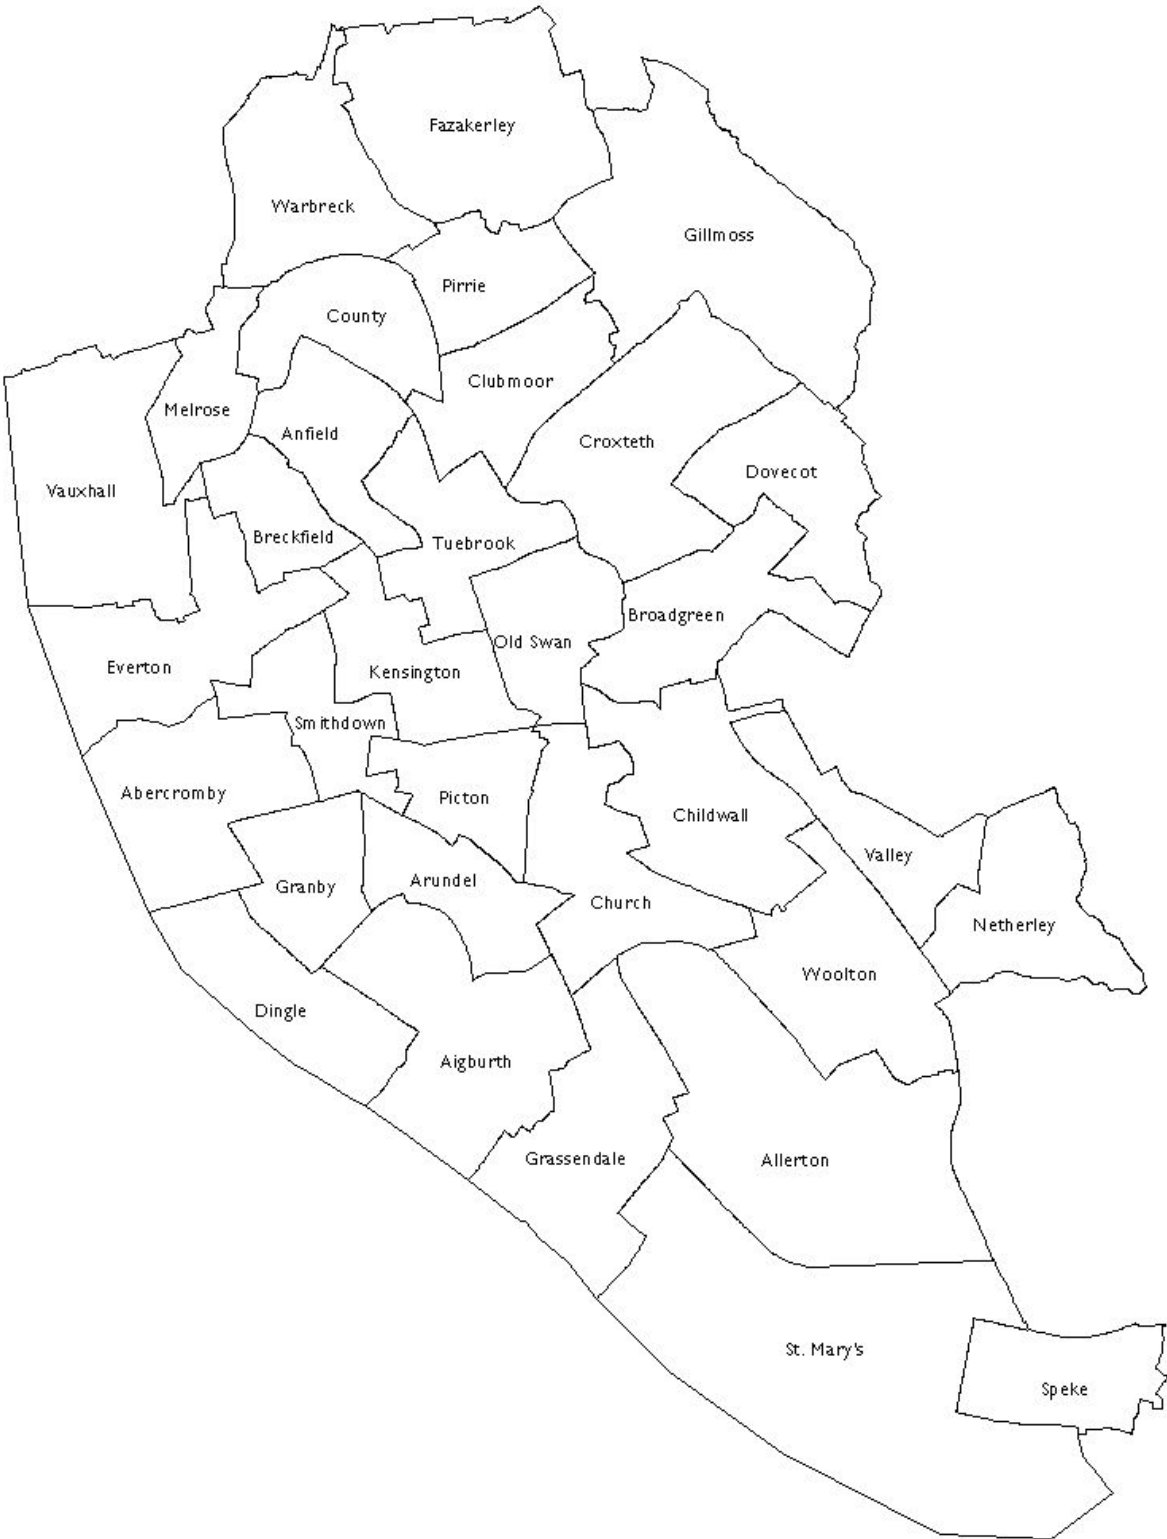 Fazakerley
Warbreck
Gillmoss
Pirrie
County
Clubmoor
Melrose
Anfield
Croxteth
Dovecot
Vauxhall
Breckfield
Tuebrook
Broadgreen
Old Swan
Everton
Kensington
Smithdown
Abercromby
Picton
Childwall
Valley
Granby
Arundel
Church
Netherley
Woolton
Dingle
Aigburth
Grassendale
Allerton
St. Mary's
Speke